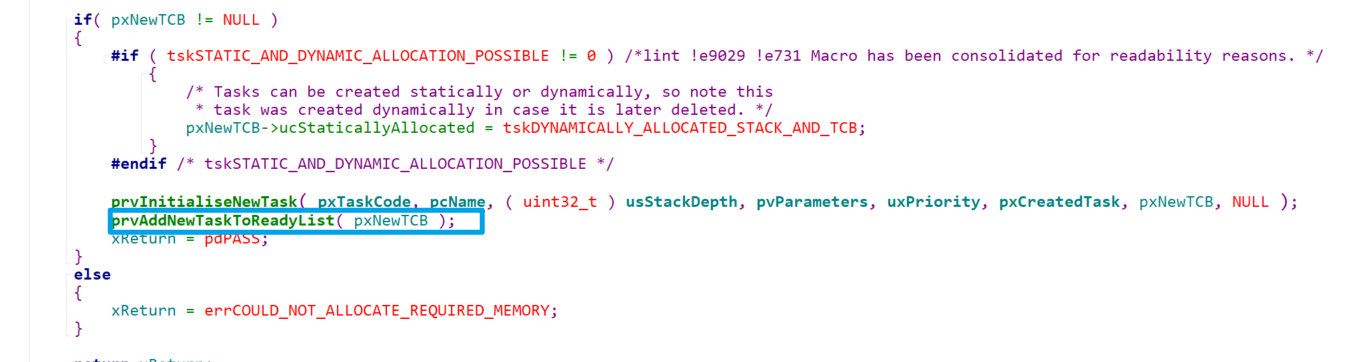 if( pxNewTCB != NULL )
{
#if ( tskSTATIC_AND_DYNAMIC_ALLOCATION_POSSIBLE != 0 ) /*lint !e9029 !e731 Macro has been consolidated for readability reasons. */
{
/* Tasks can be created statically or dynamically, so note this
* task was created dynamically in case it is later deleted. */
pxNewTCB->ucStaticallyAllocated = tskDYNAMICALLY_ALLOCATED_STACK_AND_TCB;
}
#endif /* tskSTATIC_AND_DYNAMIC_ALLOCATION_POSSIBLE */
prvInitialiseNewTask( pxTaskCode, pcName, ( uint32_t ) usStackDepth, pvParameters, uxPriority, pxCreatedTask, pxNewTCB, NULL );
prvAddNewTaskToReadyList( pxNewTCB );
xReturn = pdPASS;
}
else
{
xReturn = errCOULD_NOT_ALLOCATE_REQUIRED_MEMORY;
}